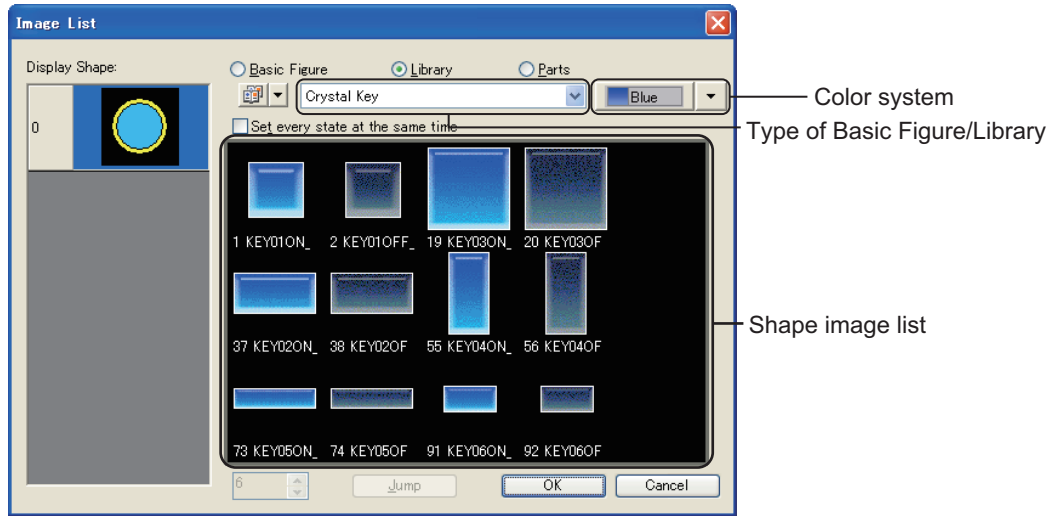 Image List
Display Shape:
0
Basic Figure Library Parts
Crystal Key Blue
Color system
Set every state at the same time
Type of Basic Figure/Library
1 KEY01ON_ 2 KEY01OFF_ 19 KEY03ON_ 20 KEY03OF
37 KEY02ON_ 38 KEY02OF 55 KEY04ON_ 56 KEY04OF
Shape image list
73 KEY05ON_ 74 KEY05OF 91 KEY06ON_ 92 KEY06OF
6 Jump OK Cancel